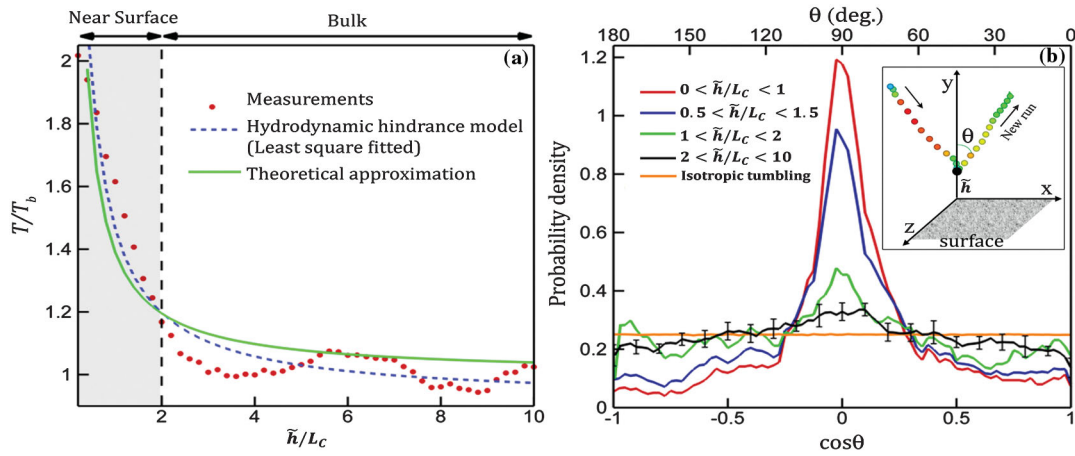 Near Surface
Bulk
(a)
2
1.8
1.6
1.4
1.2
1
T/T_b
Measurements
Hydrodynamic hindrance model
(Least square fitted)
Theoretical approximation
2 4 6 8 10
h̃/L_C
θ (deg.)
180 150 120 90 60 30 0
(b)
1.2
1
0.8
0.6
0.4
0.2
0
Probability density
0 < h̃/L_C < 1
0.5 < h̃/L_C < 1.5
1 < h̃/L_C < 2
2 < h̃/L_C < 10
Isotropic tumbling
y
θ
New run
h̃
x
z
surface
-1 -0.5 0 0.5 1
cosθ